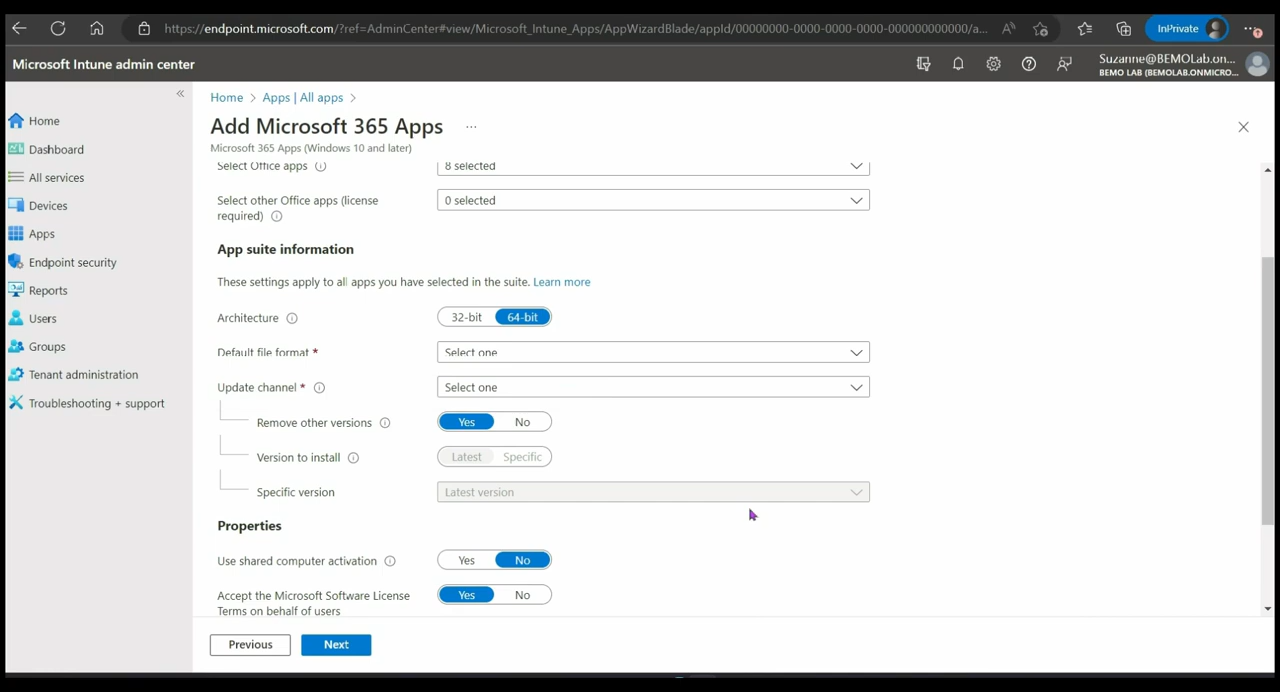 https://endpoint.microsoft.com/?ref=AdminCenter#view/Microsoft_Intune_Apps/AppWizardBlade/appId/00000000-0000-0000-0000-000000000000/a...
InPrivate
Microsoft Intune admin center
Suzanne@BEMOLab.on...
BEMO LAB (BEMOLAB.ONMICRO...
Home
Dashboard
All services
Devices
Apps
Endpoint security
Reports
Users
Groups
Tenant administration
Troubleshooting + support
Home > Apps | All apps >
Add Microsoft 365 Apps ...
Microsoft 365 Apps (Windows 10 and later)
Select Office apps 8 selected
Select other Office apps (license required) 0 selected
App suite information
These settings apply to all apps you have selected in the suite. Learn more
Architecture 32-bit 64-bit
Default file format * Select one
Update channel * Select one
Remove other versions Yes No
Version to install Latest Specific
Specific version Latest version
Properties
Use shared computer activation Yes No
Accept the Microsoft Software License Terms on behalf of users Yes No
Previous Next